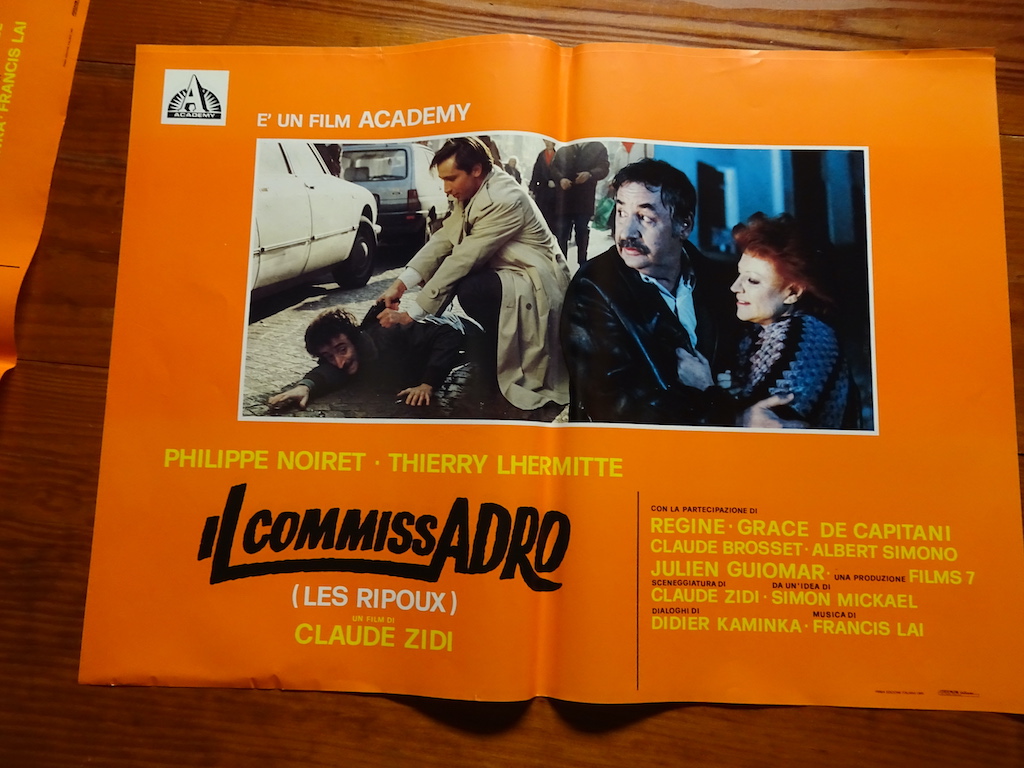 FRANCIS LAI
ACADEMY
E' UN FILM ACADEMY
PHILIPPE NOIRET · THIERRY LHERMITTE
IL COMMISSADRO
(LES RIPOUX)
UN FILM DI
CLAUDE ZIDI
CON LA PARTECIPAZIONE DI
REGINE · GRACE DE CAPITANI
CLAUDE BROSSET · ALBERT SIMONO
JULIEN GUIOMAR · UNA PRODUZIONE FILMS 7
SCENEGGIATURA DI DA UN'IDEA DI
CLAUDE ZIDI · SIMON MICKAEL
DIALOGHI DI MUSICA DI
DIDIER KAMINKA · FRANCIS LAI